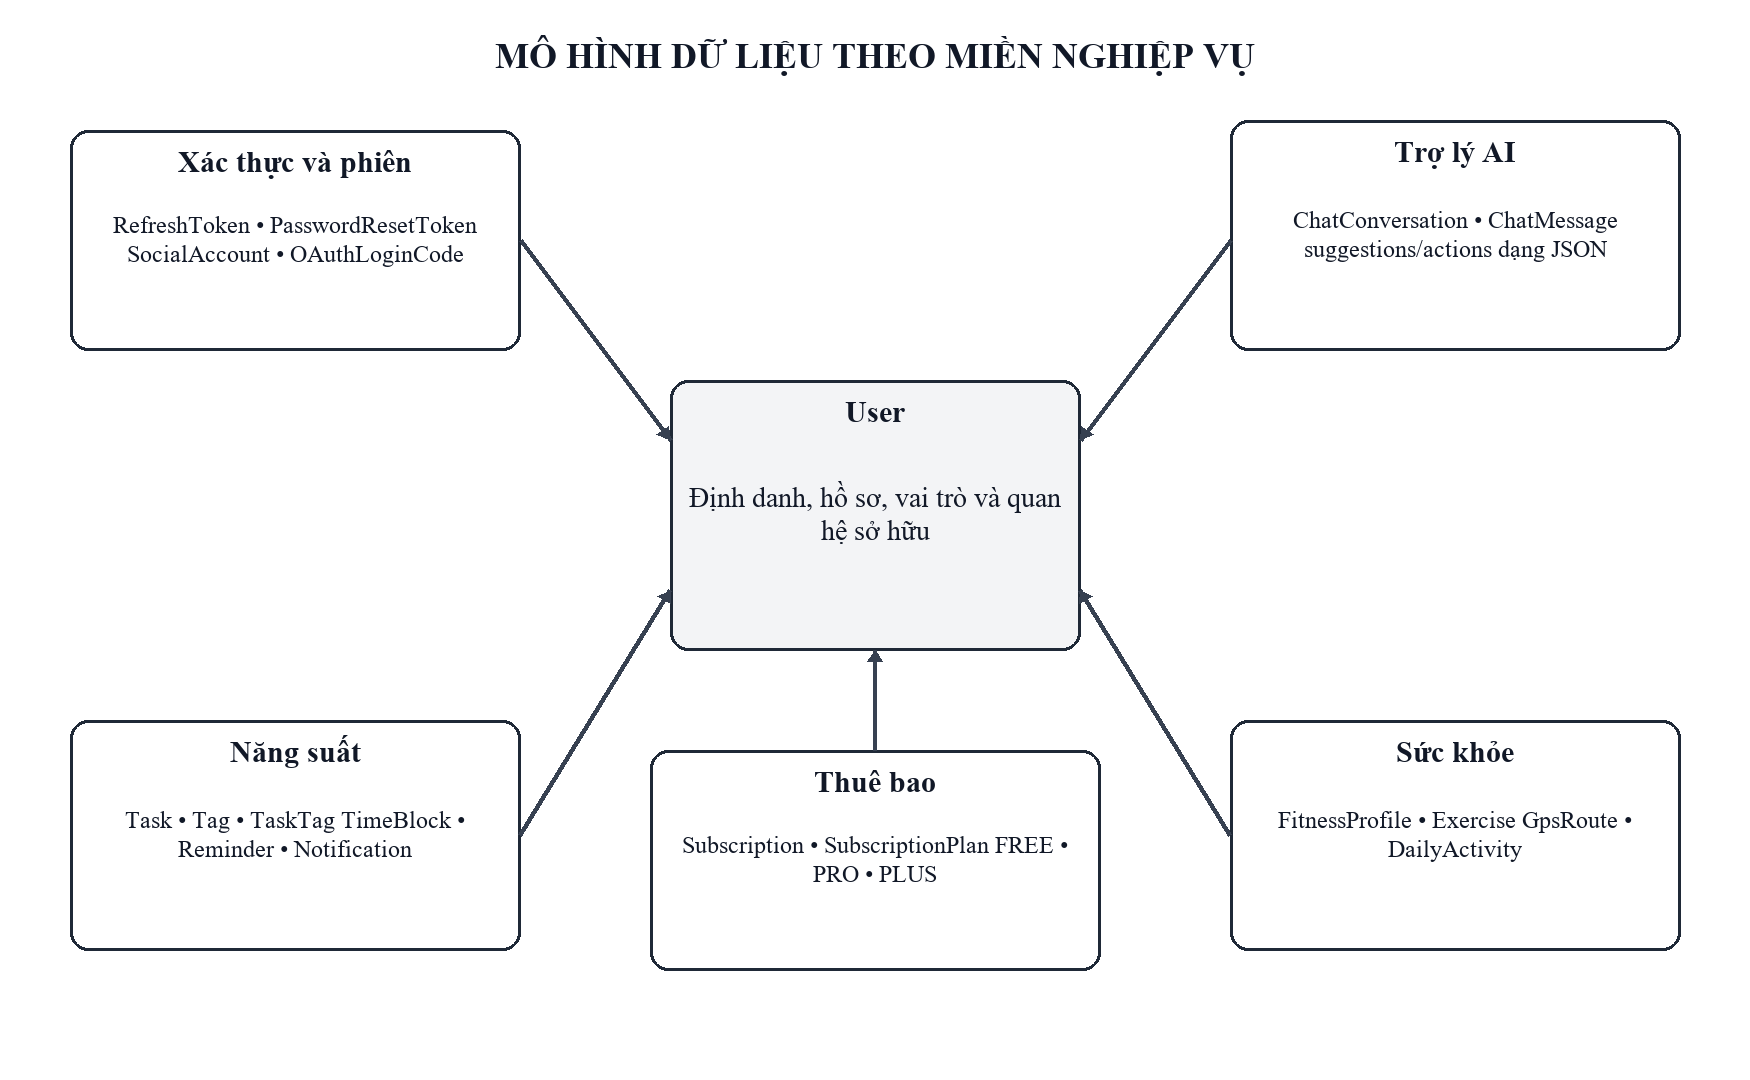 MÔ HÌNH DỮ LIỆU THEO MIỀN NGHIỆP VỤ
Xác thực và phiên
RefreshToken • PasswordResetToken
SocialAccount • OAuthLoginCode
Trợ lý AI
ChatConversation • ChatMessage
suggestions/actions dạng JSON
User
Định danh, hồ sơ, vai trò và quan
hệ sở hữu
Năng suất
Task • Tag • TaskTag TimeBlock •
Reminder • Notification
Thuê bao
Subscription • SubscriptionPlan FREE •
PRO • PLUS
Sức khỏe
FitnessProfile • Exercise GpsRoute •
DailyActivity